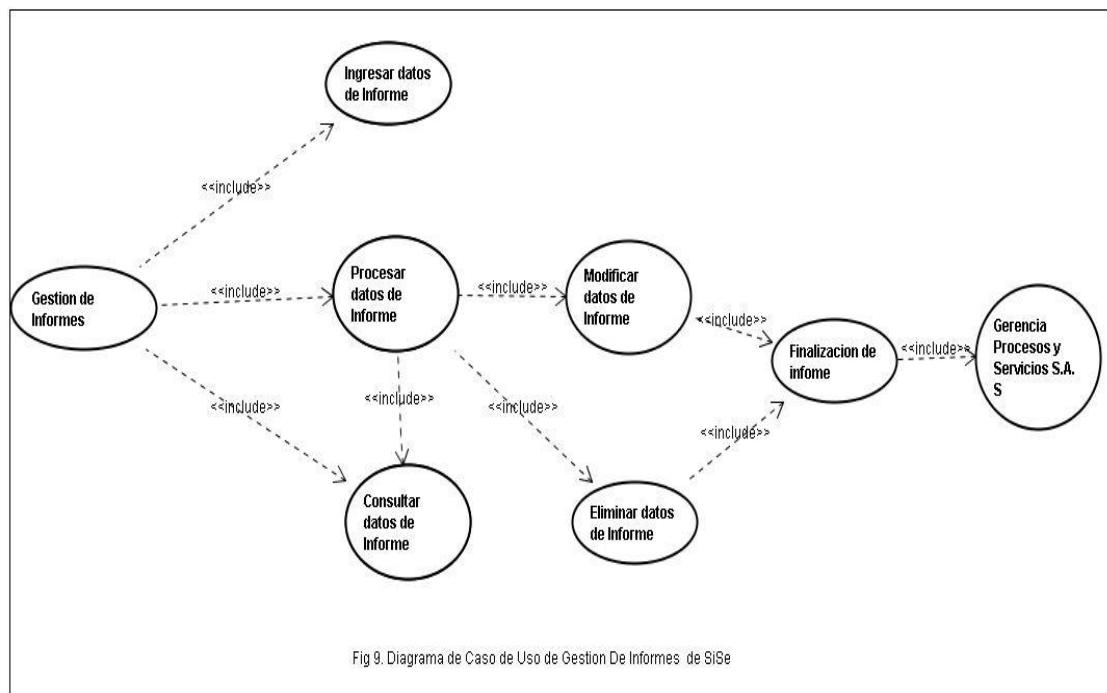 Ingresar datos
de Informe
<<include>>
Gestion de
Informes
<<include>>
Procesar
datos de
Informe
<<include>>
Modificar
datos de
Informe
<<include>>
Finalizacion de
infome
<<include>>
Gerencia
Procesos y
Servicios S.A.
S
<<include>>
<<include>>
<<include>>
<<include>>
Consultar
datos de
Informe
Eliminar datos
de Informe
Fig 9. Diagrama de Caso de Uso de Gestion De Informes de SiSe